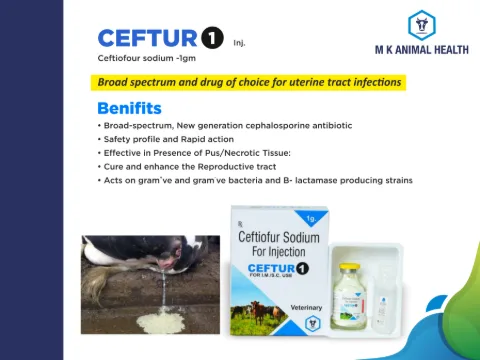 CEFTUR 1 Inj.
Ceftiofour sodium -1gm
M K ANIMAL HEALTH
Broad spectrum and drug of choice for uterine tract infections
Benifits
• Broad-spectrum, New generation cephalosporine antibiotic
• Safety profile and Rapid action
• Effective in Presence of Pus/Necrotic Tissue:
• Cure and enhance the Reproductive tract
• Acts on gram+ve and gram-ve bacteria and B- lactamase producing strains
1g.
Ceftiofur Sodium
For Injection
CEFTUR 1
FOR I.M./S.C. USE
Veterinary